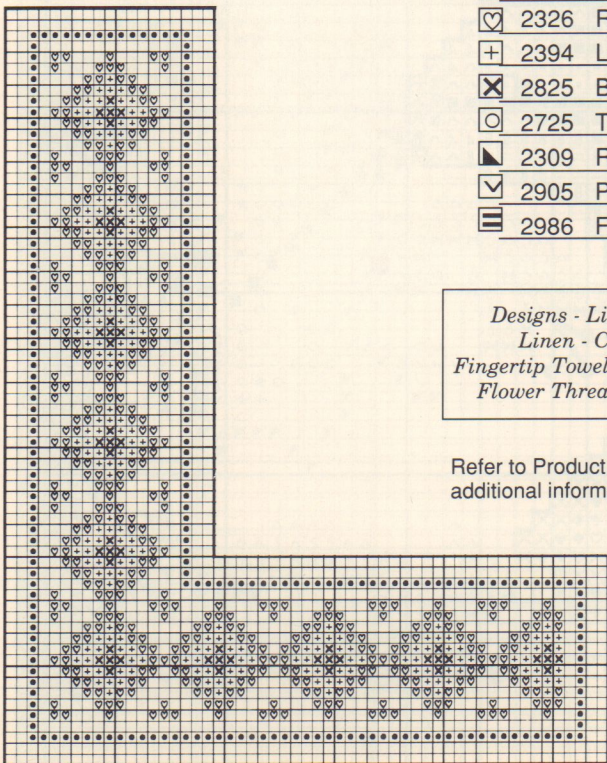 2326 F
2394 L
2825 B
2725 T
2309 F
2905 F
2986 F
Designs - Li
Linen - C
Fingertip Towel
Flower Threa
Refer to Product
additional inform